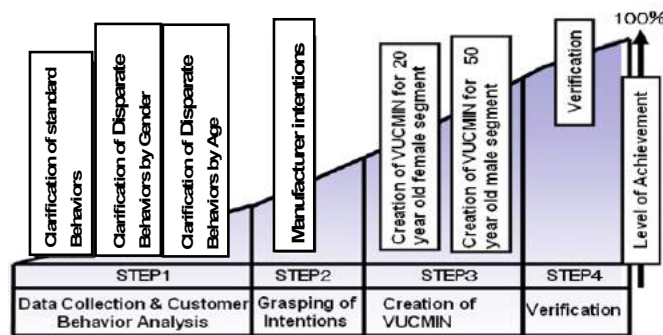 100%
Clarification of standard
Behaviors
Clarification of Disparate
Behaviors by Gender
Clarification of Disparate
Behaviors by Age
Manufacturer intentions
Creation of VUCMIN for 20
year old female segment
Creation of VUCMIN for 50
year old male segment
Verification
Level of Achievement
STEP1
STEP2
STEP3
STEP4
Data Collection & Customer
Behavior Analysis
Grasping of
Intentions
Creation of
VUCMIN
Verification